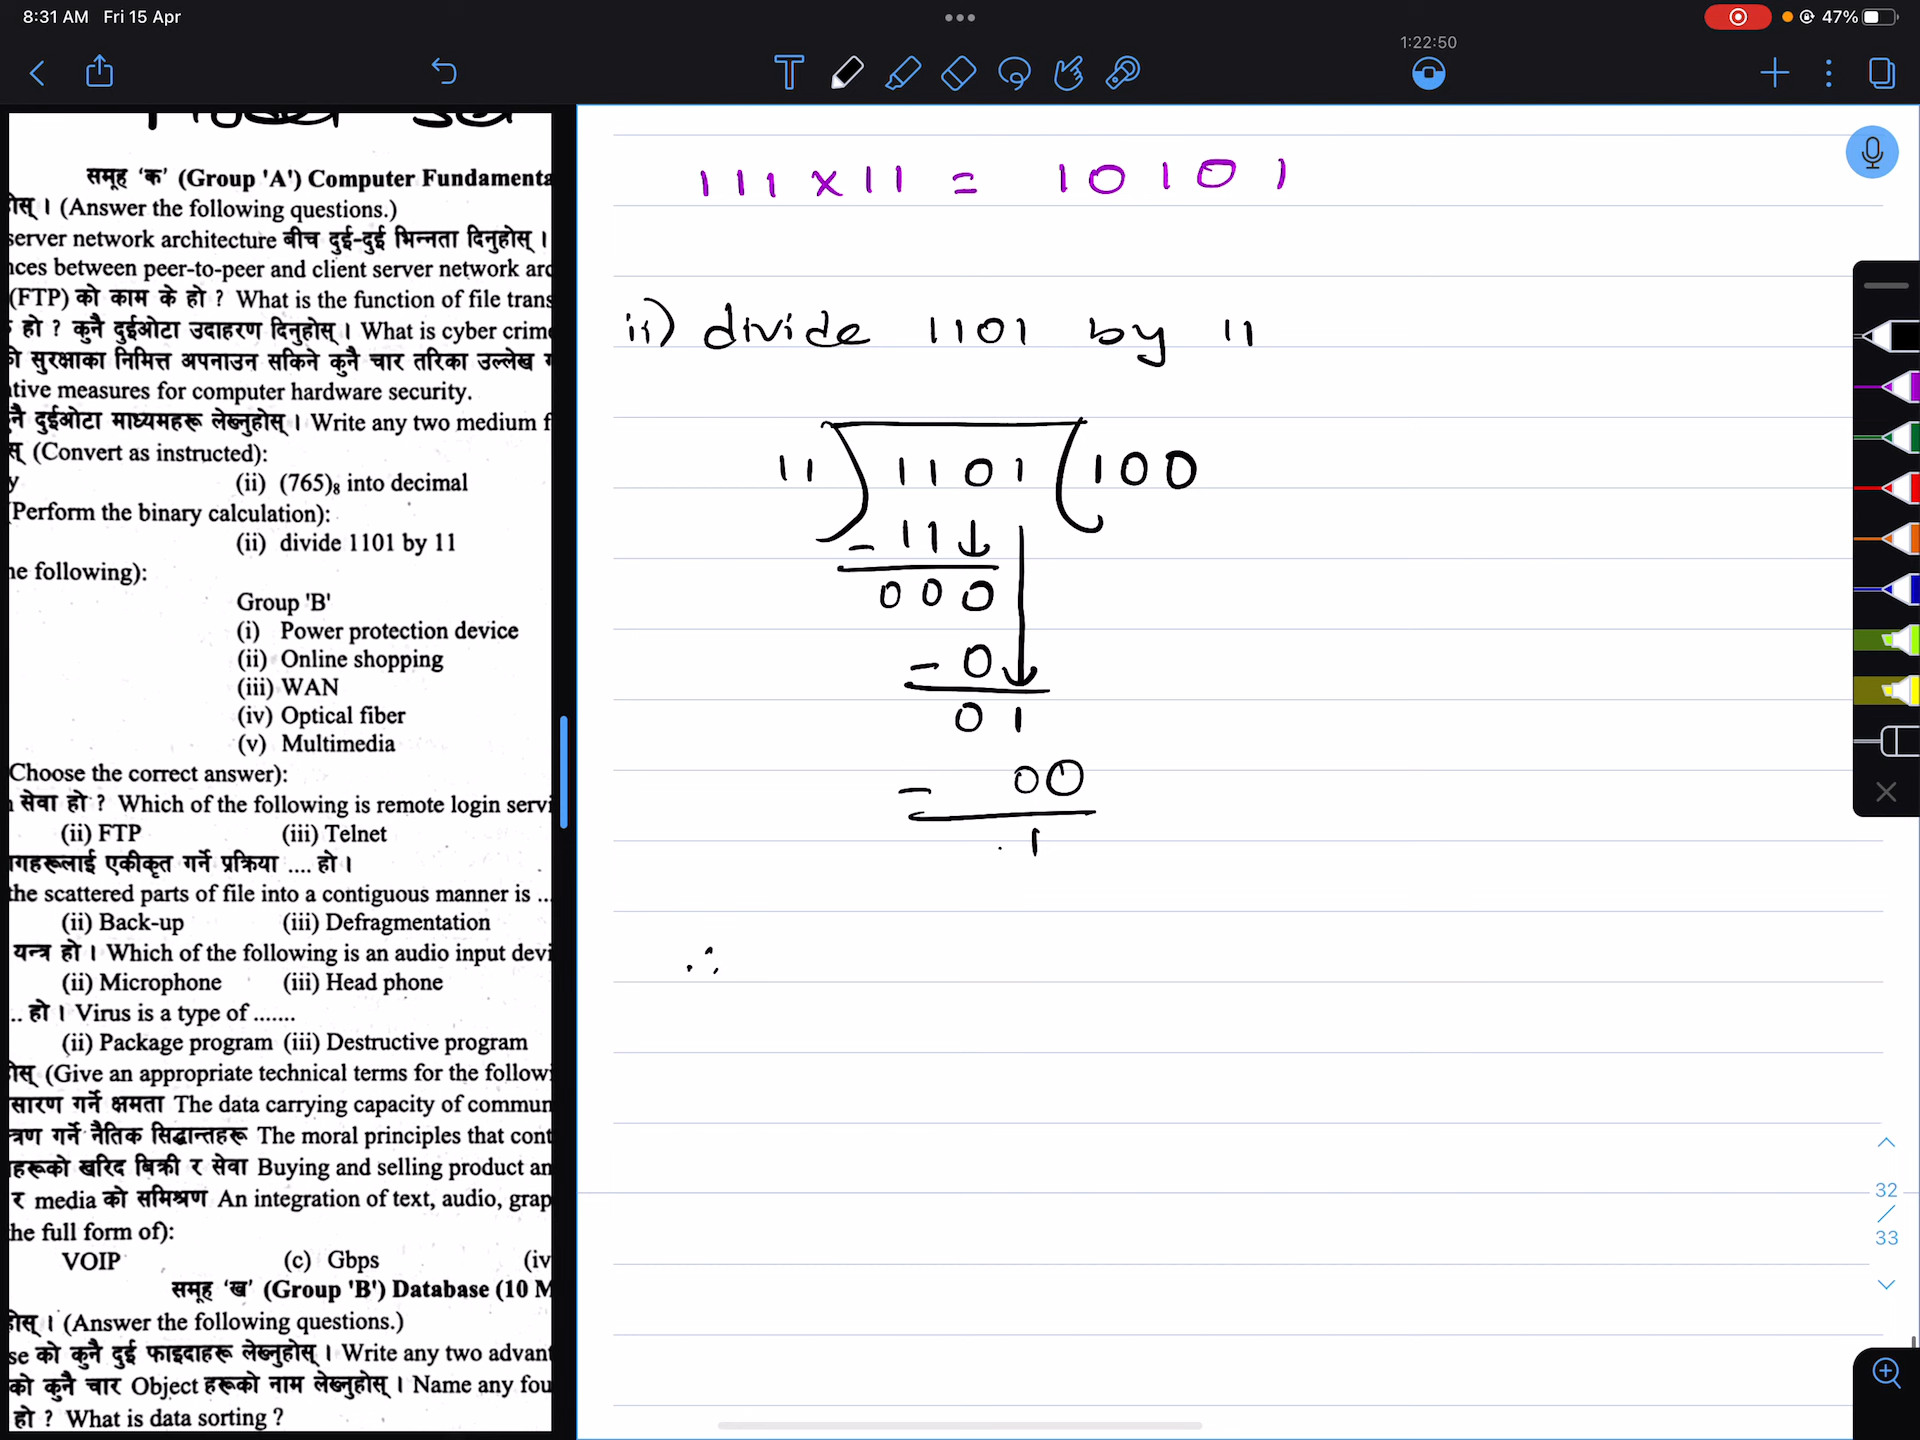 8:31 AM Fri 15 Apr
47%
1:22:50
समूह 'क' (Group 'A') Computer Fundamenta
(Answer the following questions.)
server network architecture बीच दुई-दुई भिन्नता दिनुहोस् ।
nces between peer-to-peer and client server network arc
(FTP) को काम के हो ? What is the function of file trans
हो ? कुनै दुईओटा उदाहरण दिनुहोस् । What is cyber crime
सुरक्षाका निमित्त अपनाउन सकिने कुनै चार तरिका उल्लेख
tive measures for computer hardware security.
नै दुईओटा माध्यमहरू लेख्नुहोस् । Write any two medium f
स् (Convert as instructed):
y (ii) (765)₈ into decimal
(Perform the binary calculation):
(ii) divide 1101 by 11
he following):
Group 'B'
(i) Power protection device
(ii) Online shopping
(iii) WAN
(iv) Optical fiber
(v) Multimedia
Choose the correct answer):
सेवा हो ? Which of the following is remote login servi
(ii) FTP (iii) Telnet
गहरूलाई एकीकृत गर्ने प्रक्रिया .... हो ।
the scattered parts of file into a contiguous manner is ...
(ii) Back-up (iii) Defragmentation
यन्त्र हो । Which of the following is an audio input devi
(ii) Microphone (iii) Head phone
.. हो । Virus is a type of .......
(ii) Package program (iii) Destructive program
(Give an appropriate technical terms for the followi
सारण गर्ने क्षमता The data carrying capacity of commun
त्रण गर्ने नैतिक सिद्धान्तहरू The moral principles that cont
हरूको खरिद बिक्री र सेवा Buying and selling product an
र media को समिश्रण An integration of text, audio, grap
he full form of):
VOIP (c) Gbps (iv
समूह 'ख' (Group 'B') Database (10 M
(Answer the following questions.)
se को कुनै दुई फाइदाहरू लेख्नुहोस् । Write any two advant
को कुनै चार Object हरूको नाम लेख्नुहोस् । Name any fou
हो ? What is data sorting ?
111 × 11 = 10101
ii) divide 1101 by 11
11 ) 1101 ( 100
- 11
000
- 0
01
- 00
1
∴
32
/
33